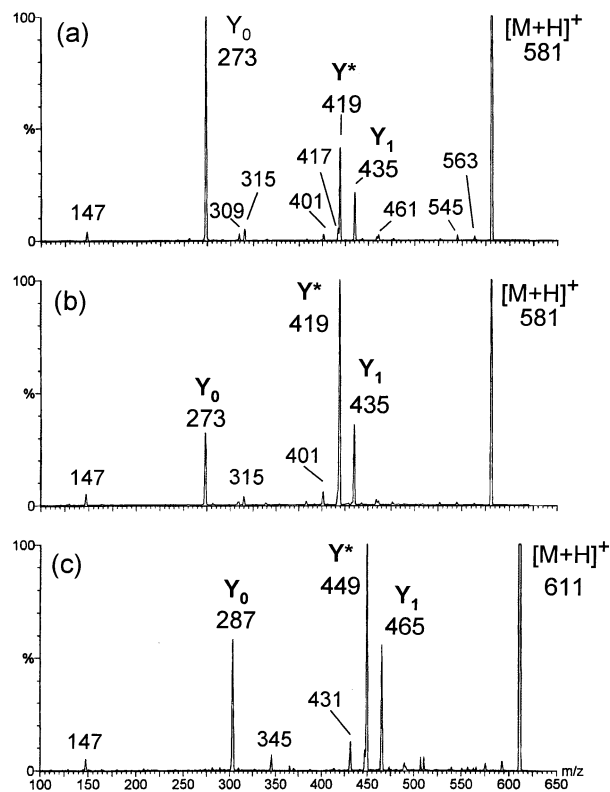 (a)
100
%
0
Y0
273
Y*
419
Y1
435
[M+H]+
581
147
309
315
401
417
461
545
563
(b)
100
%
0
Y*
419
Y0
273
Y1
435
[M+H]+
581
147
315
401
(c)
100
%
0
Y*
449
Y0
287
Y1
465
[M+H]+
611
147
345
431
100 150 200 250 300 350 400 450 500 550 600 650 m/z